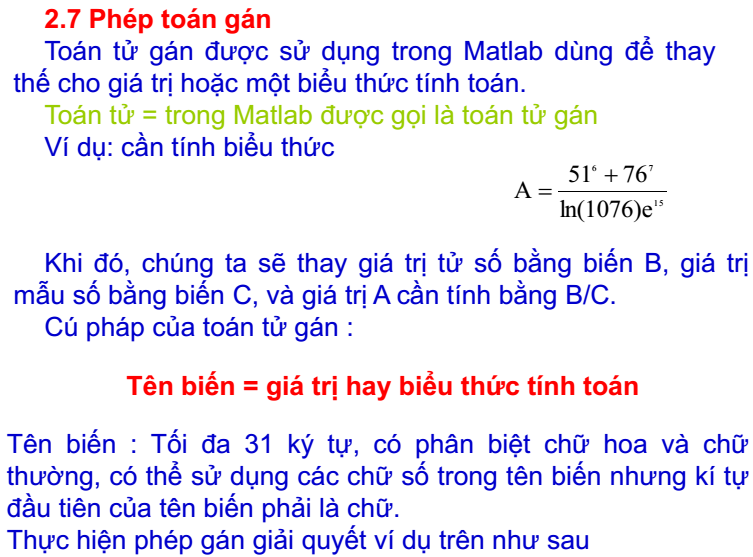 2.7 Phép toán gán
Toán tử gán được sử dụng trong Matlab dùng để thay
thế cho giá trị hoặc một biểu thức tính toán.
Toán tử = trong Matlab được gọi là toán tử gán
Ví dụ: cần tính biểu thức
A = (51⁶ + 76⁷) / (ln(1076)e¹⁵)
Khi đó, chúng ta sẽ thay giá trị tử số bằng biến B, giá trị
mẫu số bằng biến C, và giá trị A cần tính bằng B/C.
Cú pháp của toán tử gán :
Tên biến = giá trị hay biểu thức tính toán
Tên biến : Tối đa 31 ký tự, có phân biệt chữ hoa và chữ
thường, có thể sử dụng các chữ số trong tên biến nhưng kí tự
đầu tiên của tên biến phải là chữ.
Thực hiện phép gán giải quyết ví dụ trên như sau